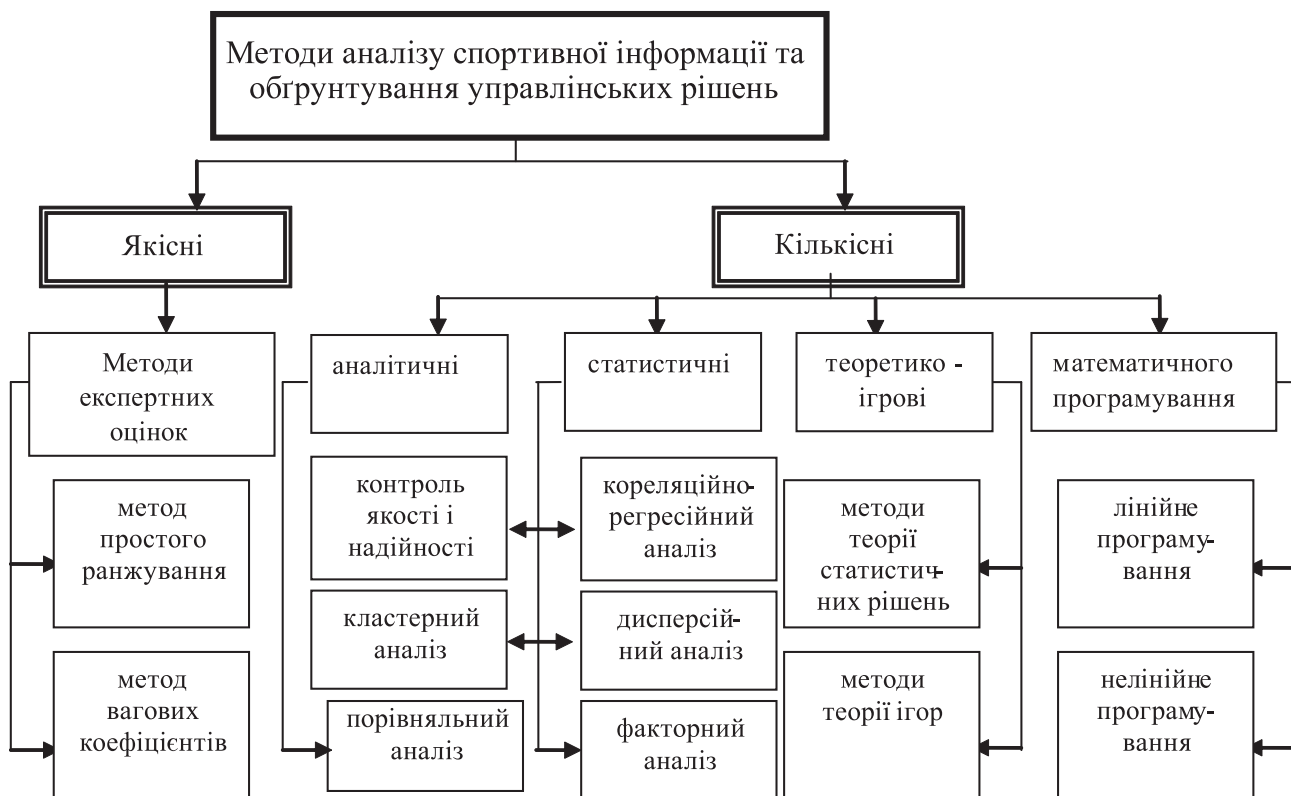 Методи аналізу спортивної інформації та
обґрунтування управлінських рішень
Якісні
Кількісні
Методи
експертних
оцінок
аналітичні
статистичні
теоретико -
ігрові
математичного
програмування
метод
простого
ранжування
контроль
якості і
надійності
кореляційно-
регресійний
аналіз
методи
теорії
статистич-
них рішень
лінійне
програму-
вання
кластерний
аналіз
дисперсій-
ний аналіз
метод
вагових
коефіцієнтів
порівняльний
аналіз
факторний
аналіз
методи
теорії ігор
нелінійне
програму-
вання